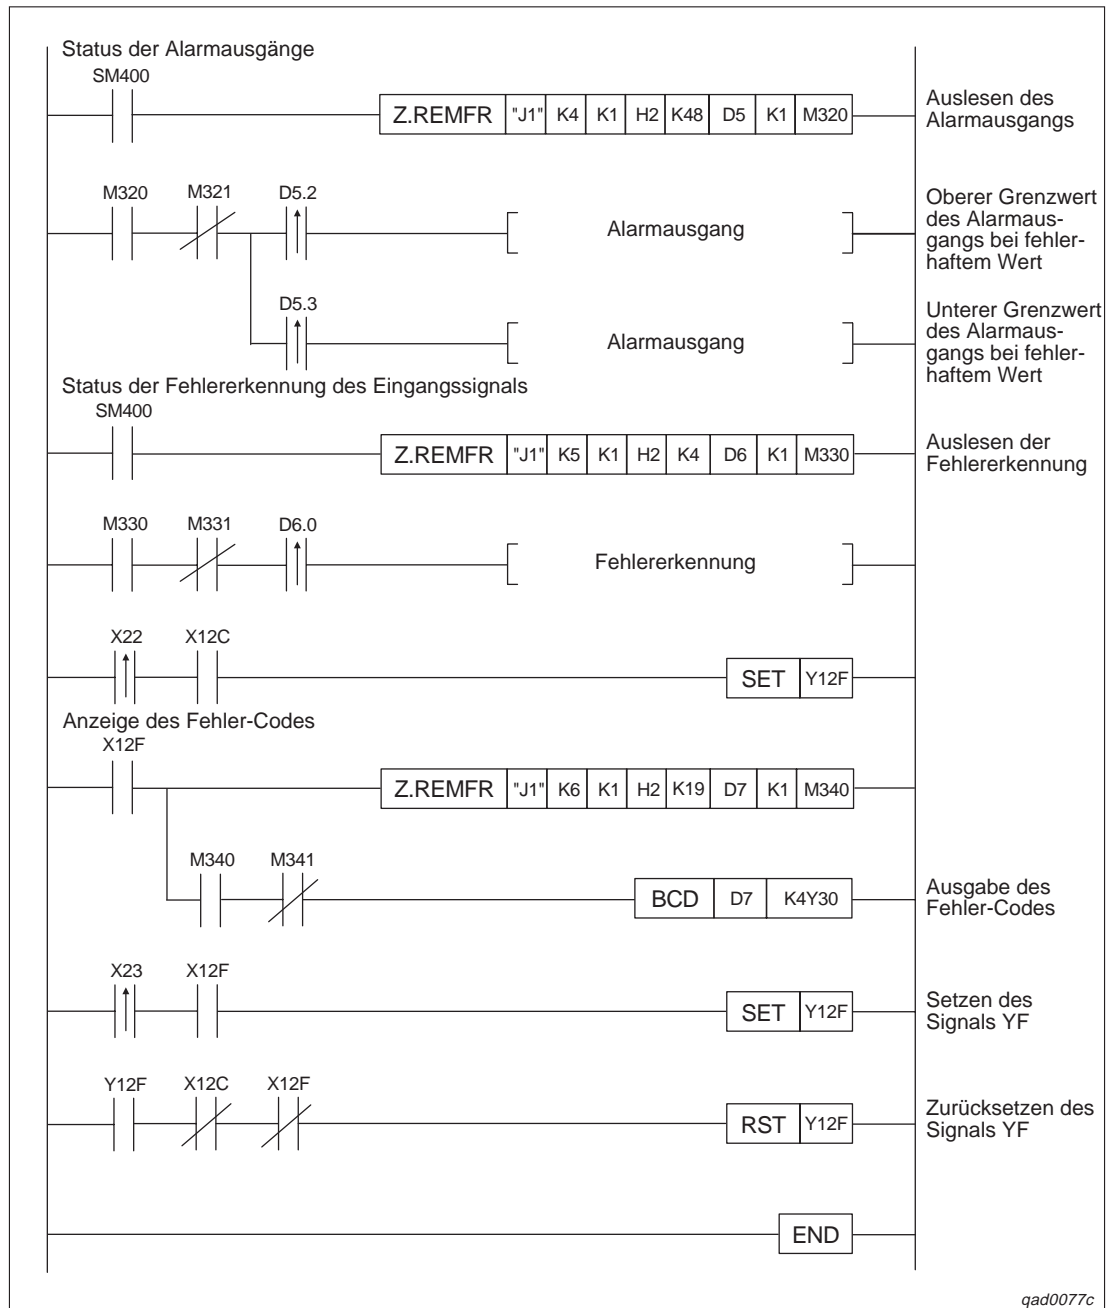 Status der Alarmausgänge
SM400
Z.REMFR "J1" K4 K1 H2 K48 D5 K1 M320
Auslesen des
Alarmausgangs
M320 M321 D5.2
Alarmausgang
Oberer Grenzwert
des Alarmaus-
gangs bei fehler-
haftem Wert
D5.3
Alarmausgang
Unterer Grenzwert
des Alarmaus-
gangs bei fehler-
haftem Wert
Status der Fehlererkennung des Eingangssignals
SM400
Z.REMFR "J1" K5 K1 H2 K4 D6 K1 M330
Auslesen der
Fehlererkennung
M330 M331 D6.0
Fehlererkennung
X22 X12C
SET Y12F
Anzeige des Fehler-Codes
X12F
Z.REMFR "J1" K6 K1 H2 K19 D7 K1 M340
M340 M341
BCD D7 K4Y30
Ausgabe des
Fehler-Codes
X23 X12F
SET Y12F
Setzen des
Signals YF
Y12F X12C X12F
RST Y12F
Zurücksetzen des
Signals YF
END
qad0077c